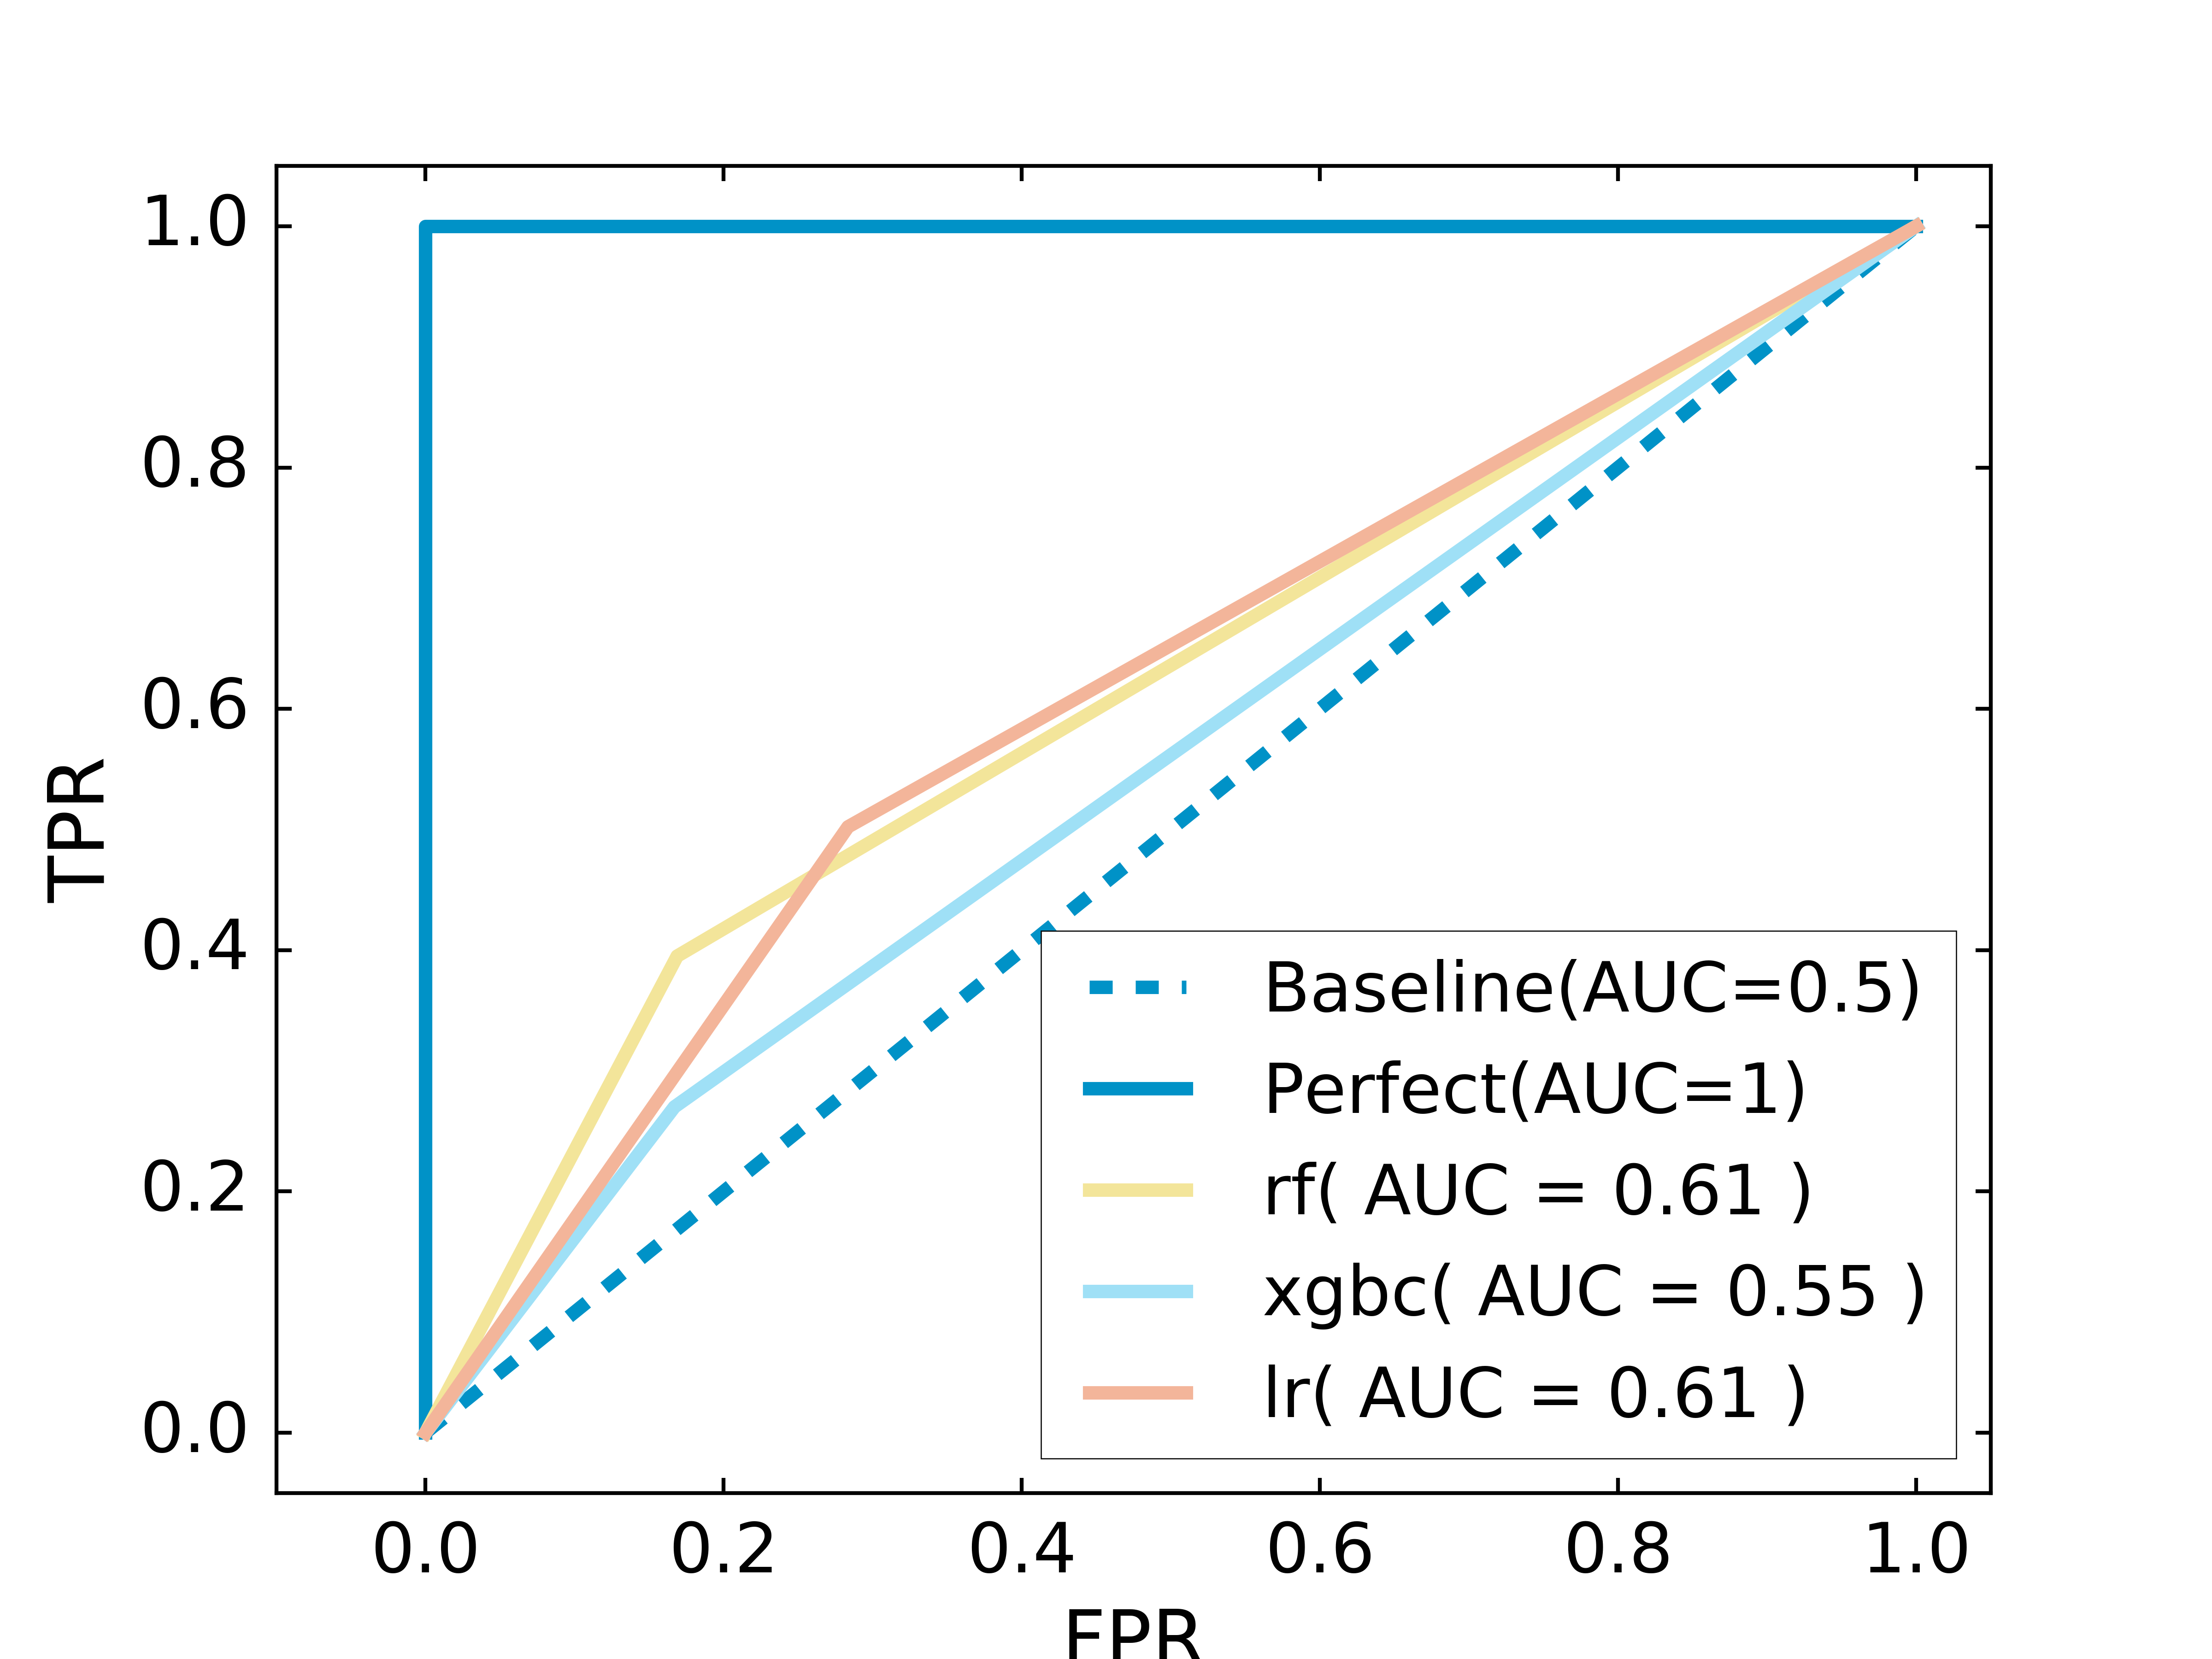 1.0
0.8
0.6
0.4
0.2
0.0
TPR
Baseline(AUC=0.5)
Perfect(AUC=1)
rf( AUC = 0.61 )
xgbc( AUC = 0.55 )
lr( AUC = 0.61 )
0.0 0.2 0.4 0.6 0.8 1.0
FPR